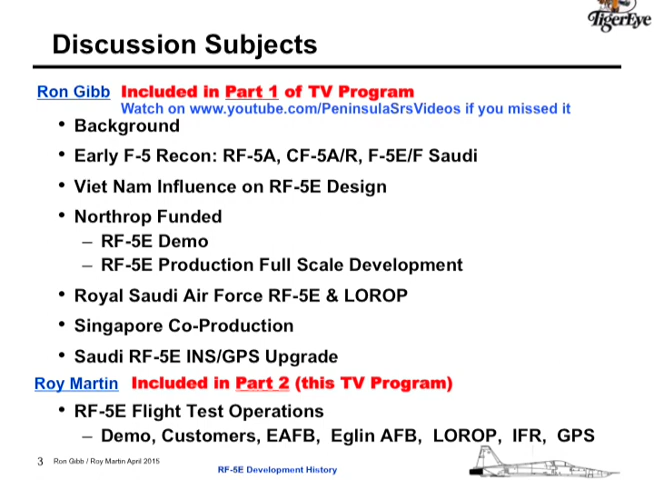 TigerEye
Discussion Subjects
Ron Gibb Included in Part 1 of TV Program
Watch on www.youtube.com/PeninsulaSrsVideos if you missed it
• Background
• Early F-5 Recon: RF-5A, CF-5A/R, F-5E/F Saudi
• Viet Nam Influence on RF-5E Design
• Northrop Funded
– RF-5E Demo
– RF-5E Production Full Scale Development
• Royal Saudi Air Force RF-5E & LOROP
• Singapore Co-Production
• Saudi RF-5E INS/GPS Upgrade
Roy Martin Included in Part 2 (this TV Program)
• RF-5E Flight Test Operations
– Demo, Customers, EAFB, Eglin AFB, LOROP, IFR, GPS
3 Ron Gibb / Roy Martin April 2015
RF-5E Development History